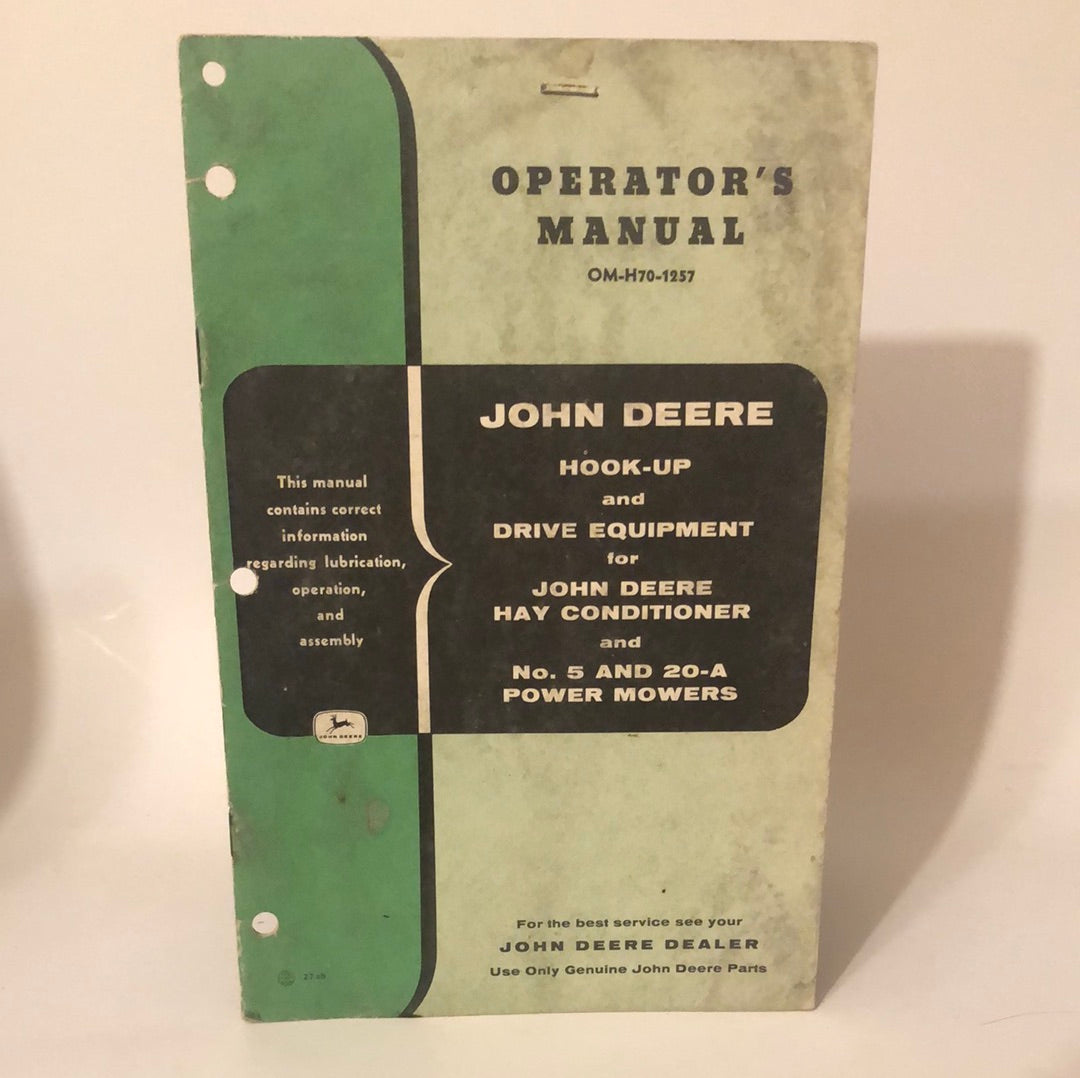 OPERATOR'S
MANUAL
OM-H70-1257
This manual
contains correct
information
regarding lubrication,
operation,
and
assembly
JOHN DEERE
JOHN DEERE
HOOK-UP
and
DRIVE EQUIPMENT
for
JOHN DEERE
HAY CONDITIONER
and
No. 5 AND 20-A
POWER MOWERS
For the best service see your
JOHN DEERE DEALER
Use Only Genuine John Deere Parts